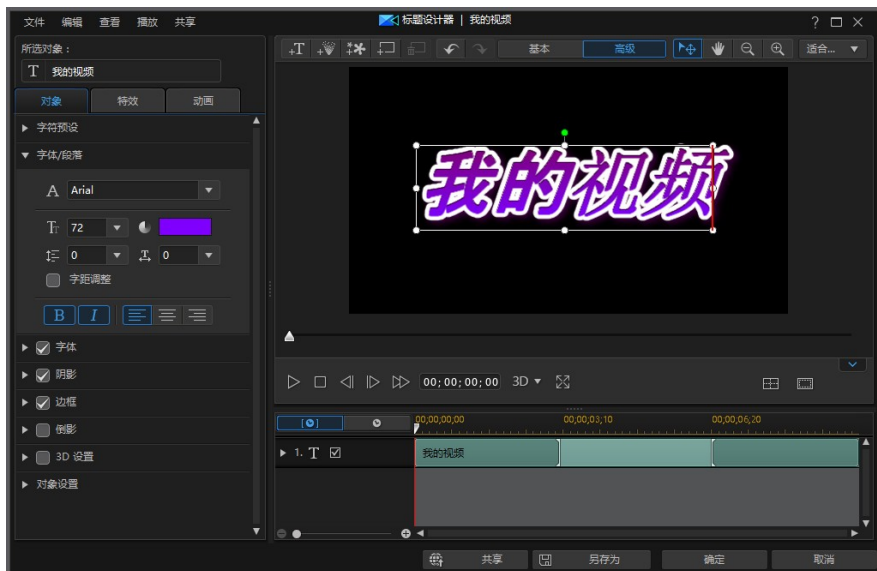 文件 编辑 查看 播放 共享
标题设计器 | 我的视频
所选对象：
T 我的视频
对象 特效 动画
字符预设
字体/段落
A Arial
72
0 0
字距调整
B I
字体
阴影
边框
倒影
3D 设置
对象设置
基本 高级 适合...
我的视频
00;00;00;00 3D
00;00;00;00 00;00;03;10 00;00;06;20
1. T 我的视频
共享 另存为 确定 取消